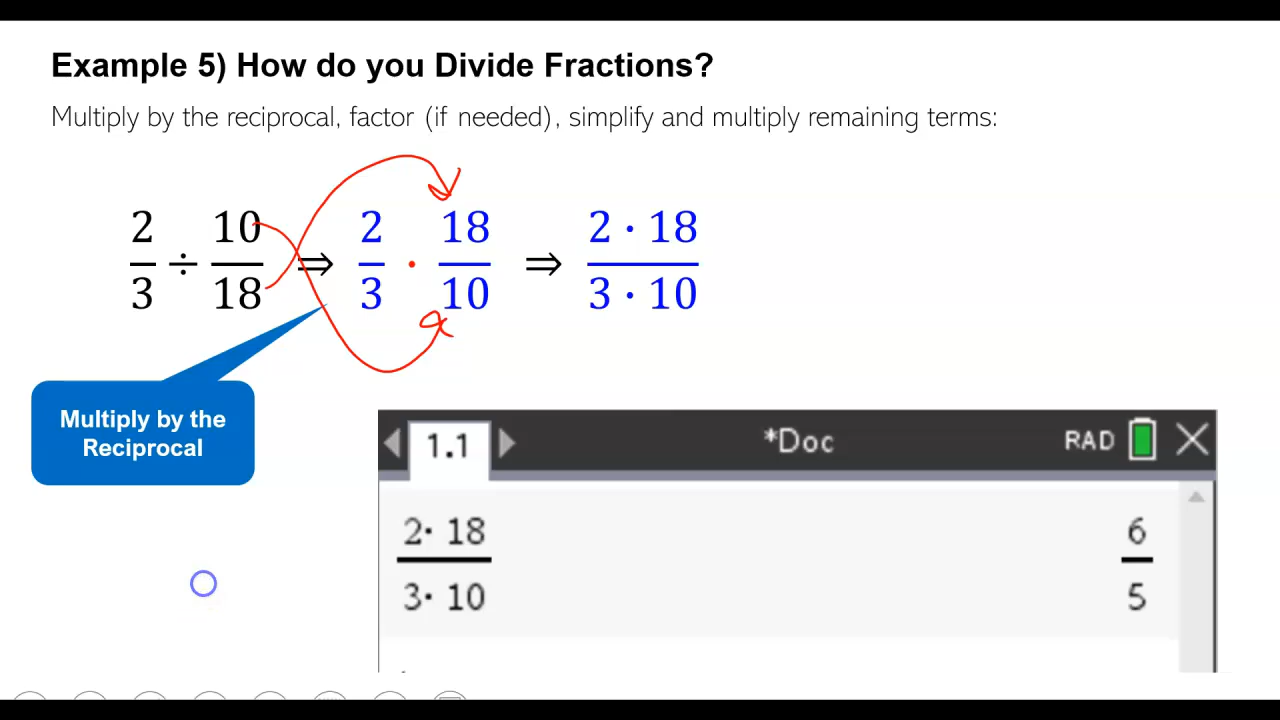 Example 5) How do you Divide Fractions?
Multiply by the reciprocal, factor (if needed), simplify and multiply remaining terms:
2/3 ÷ 10/18 ⇒ 2/3 · 18/10 ⇒ 2 · 18/3 · 10
Multiply by the
Reciprocal
1.1 *Doc RAD
2· 18/3· 10 6/5